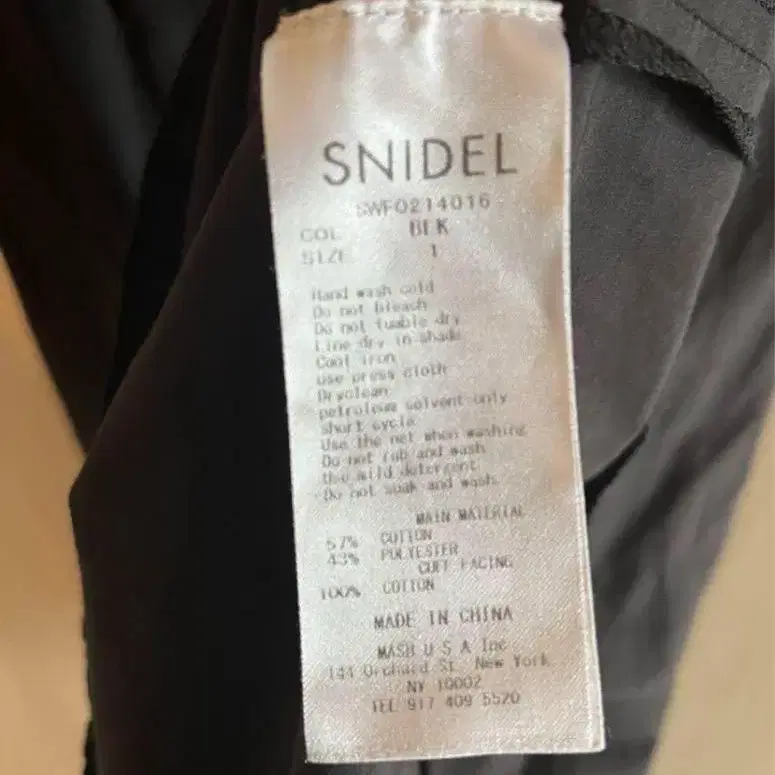 SNIDEL
SWFO214016
COL BLK
SIZE 1
Hand wash cold
Do not bleach
Do not tumble dry
Line dry in shade
Cool iron
use press cloth
Dryclean
petroleum solvent only
short cycle
Use the net when washing
Do not rub and wash
Use mild detergent
Do not soak and wash
MAIN MATERIAL
57% COTTON
43% POLYESTER
CUFF FACING
100% COTTON
MADE IN CHINA
MASH U S A Inc
144 Orchard St. New York
NY 10002
TEL 917 409 5520